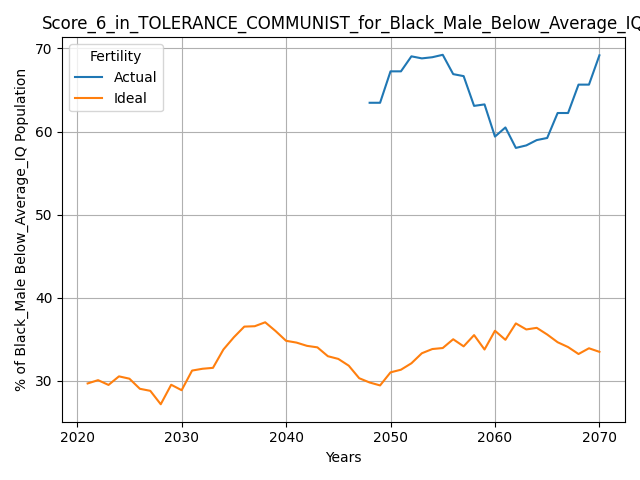 Score_6_in_TOLERANCE_COMMUNIST_for_Black_Male_Below_Average_IQ
Fertility
Actual
Ideal
70
60
50
40
30
% of Black_Male Below_Average_IQ Population
2020 2030 2040 2050 2060 2070
Years